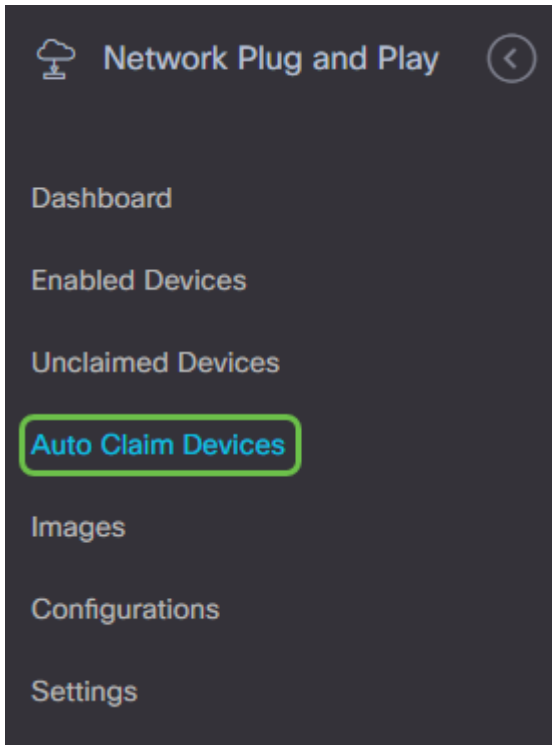 Network Plug and Play
Dashboard
Enabled Devices
Unclaimed Devices
Auto Claim Devices
Images
Configurations
Settings